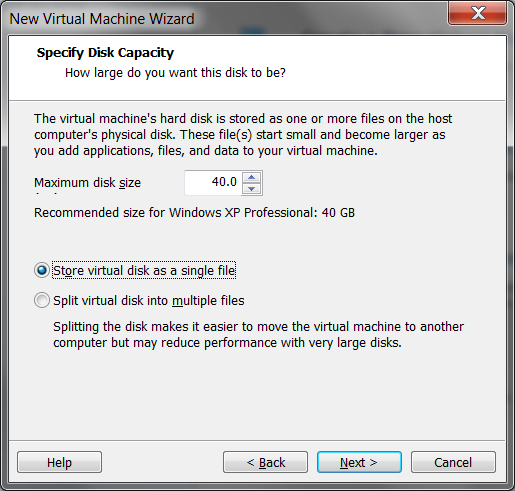 New Virtual Machine Wizard
Specify Disk Capacity
How large do you want this disk to be?
The virtual machine's hard disk is stored as one or more files on the host
computer's physical disk. These file(s) start small and become larger as
you add applications, files, and data to your virtual machine.
Maximum disk size 40.0
Recommended size for Windows XP Professional: 40 GB
Store virtual disk as a single file
Split virtual disk into multiple files
Splitting the disk makes it easier to move the virtual machine to another
computer but may reduce performance with very large disks.
Help < Back Next > Cancel